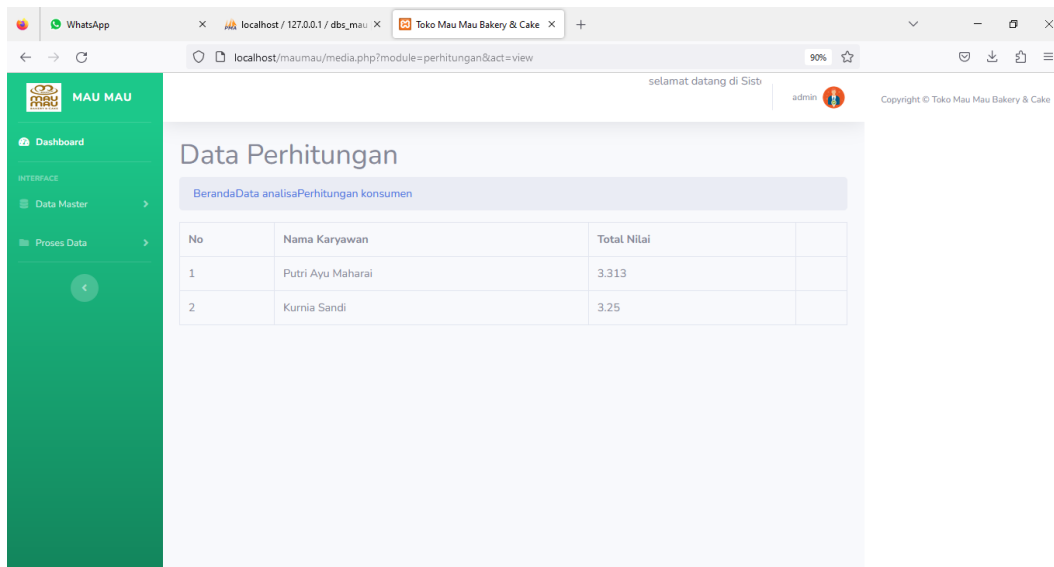 WhatsApp
localhost / 127.0.0.1 / dbs_mau
Toko Mau Mau Bakery & Cake
localhost/maumau/media.php?module=perhitungan&act=view
90%
MAU MAU
MAU MAU
selamat datang di Sist
admin
Copyright © Toko Mau Mau Bakery & Cake
Dashboard
INTERFACE
Data Master
Proses Data
Data Perhitungan
BerandaData analisaPerhitungan konsumen
No Nama Karyawan Total Nilai
1 Putri Ayu Maharai 3.313
2 Kurnia Sandi 3.25